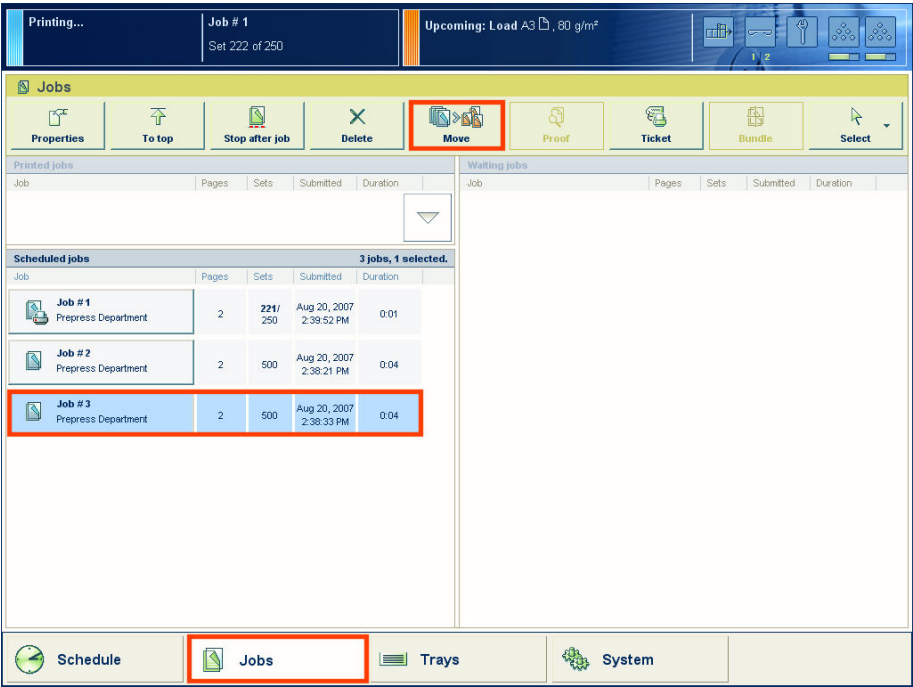 Printing...
Job # 1
Set 222 of 250
Upcoming: Load A3 , 80 g/m²
1 2
Jobs
Properties
To top
Stop after job
Delete
Move
Proof
Ticket
Bundle
Select
Printed jobs
Job Pages Sets Submitted Duration
Waiting jobs
Job Pages Sets Submitted Duration
Scheduled jobs 3 jobs, 1 selected.
Job Pages Sets Submitted Duration
Job # 1
Prepress Department
2
221/
250
Aug 20, 2007
2:39:52 PM
0:01
Job # 2
Prepress Department
2
500
Aug 20, 2007
2:38:21 PM
0:04
Job # 3
Prepress Department
2
500
Aug 20, 2007
2:38:33 PM
0:04
Schedule
Jobs
Trays
System